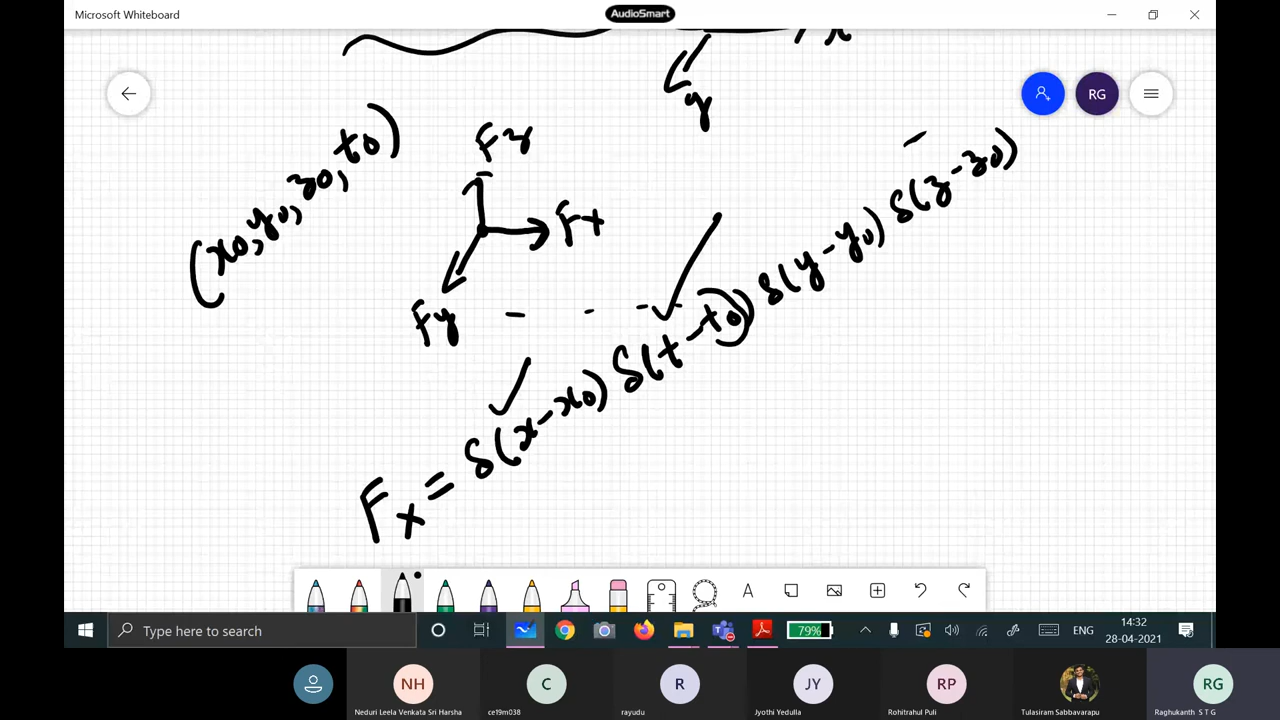 Microsoft Whiteboard
AudioSmart
x
y
RG
(x0, y0, z0, t0)
Fz
Fx
Fy
Fx = δ(x-x0) δ(t-t0) δ(y-y0) δ(z-z0)
A
Type here to search
79%
ENG
14:32
28-04-2021
NH
C
R
JY
RP
RG
Neduri Leela Venkata Sri Harsha
ce19m038
rayudu
Jyothi Yedulla
Rohitrahul Puli
Tulasiram Sabbavarapu
Raghukanth S T G